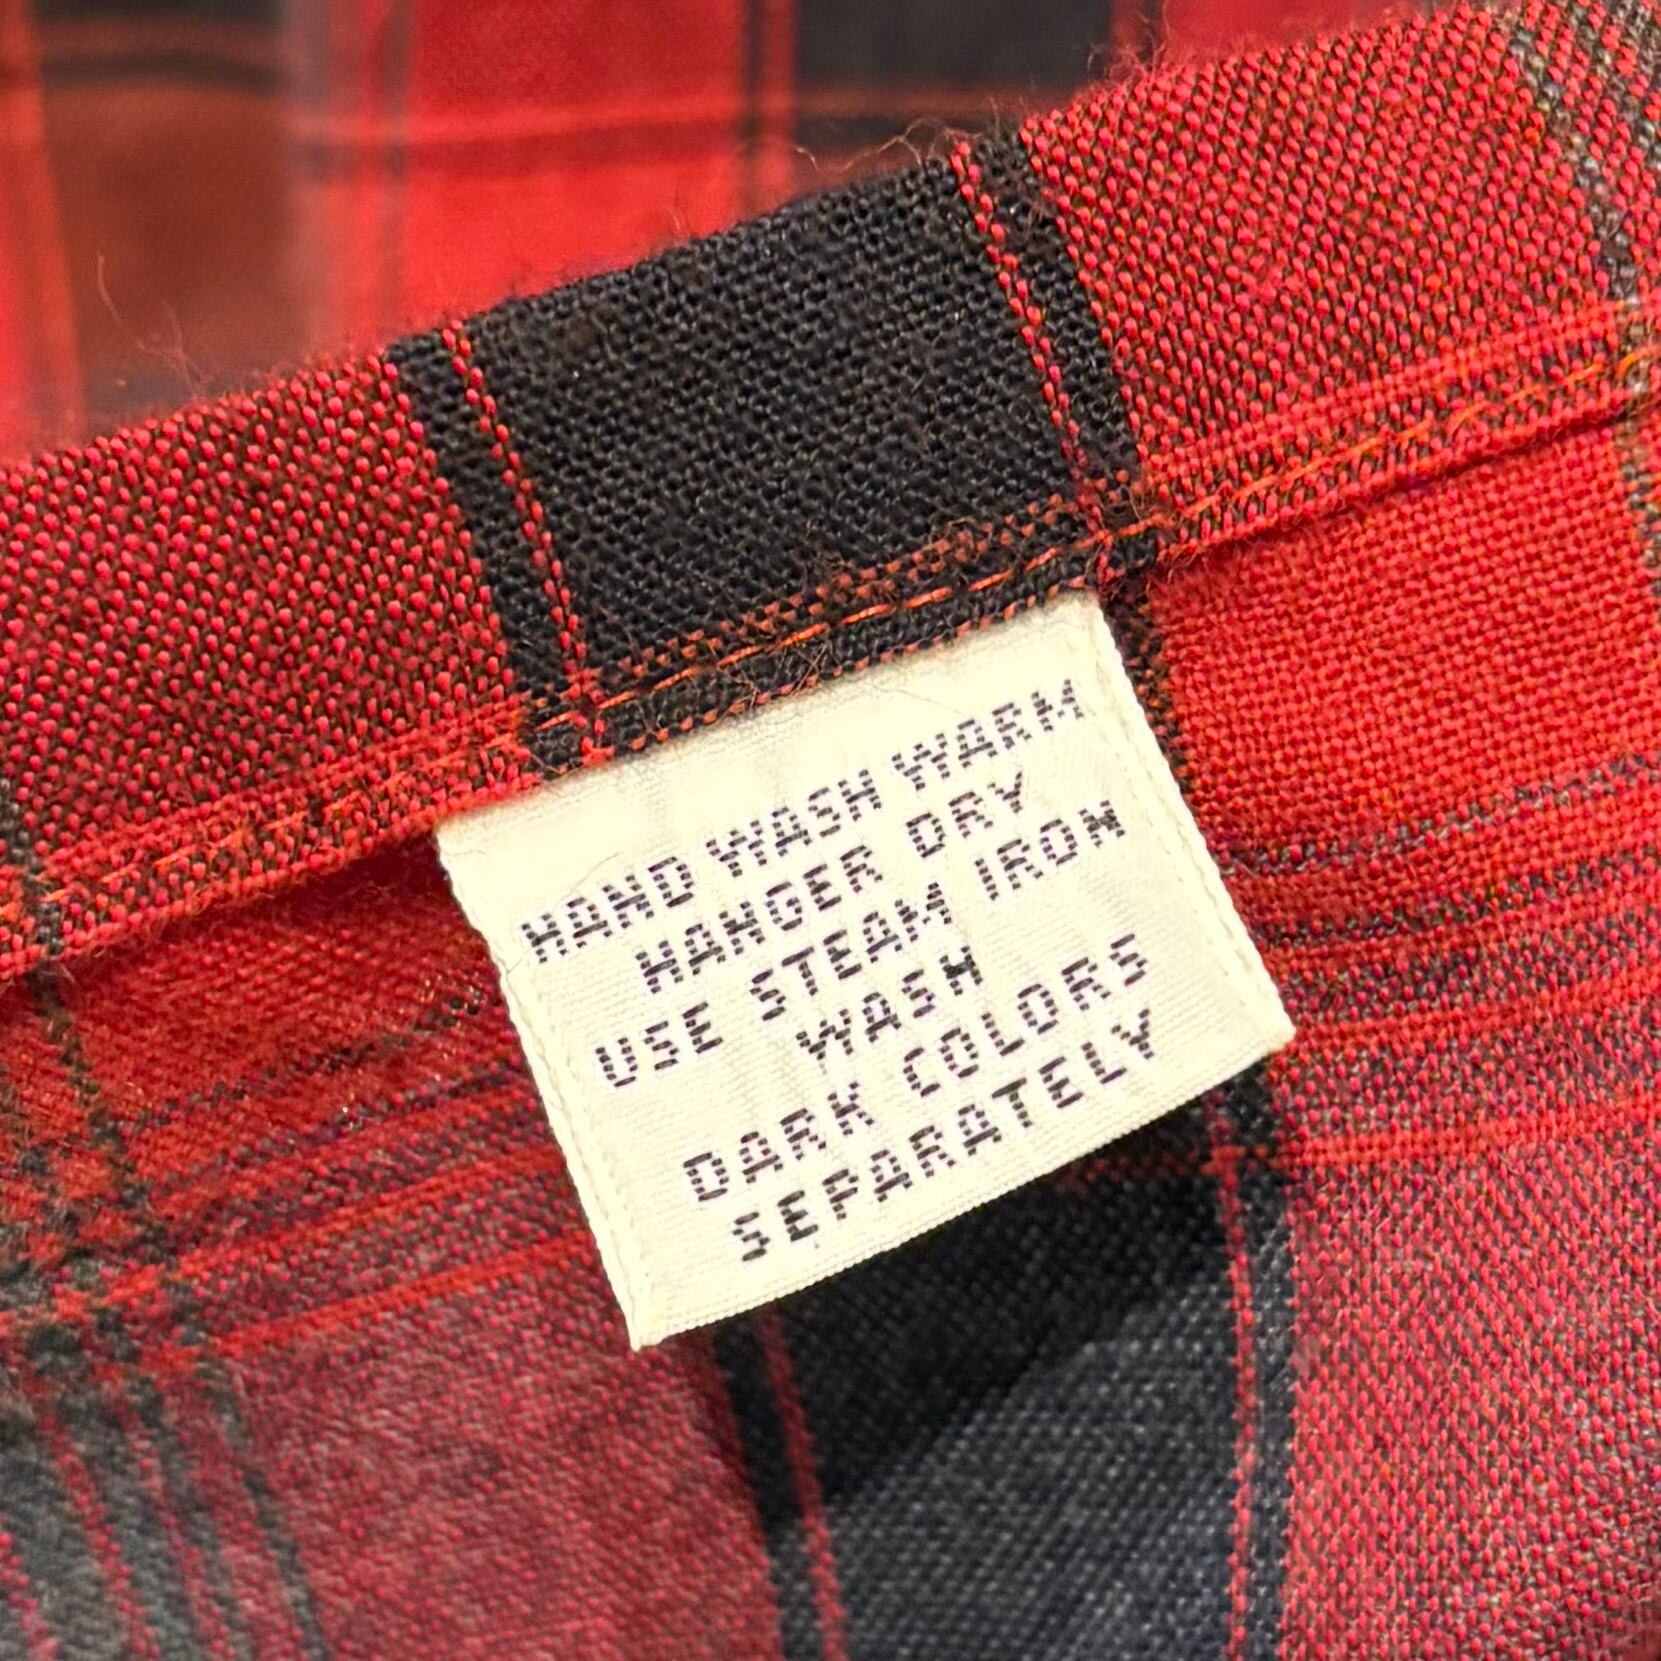 HAND WASH WARM
HANGER DRY
USE STEAM IRON
WASH
DARK COLORS
SEPARATELY